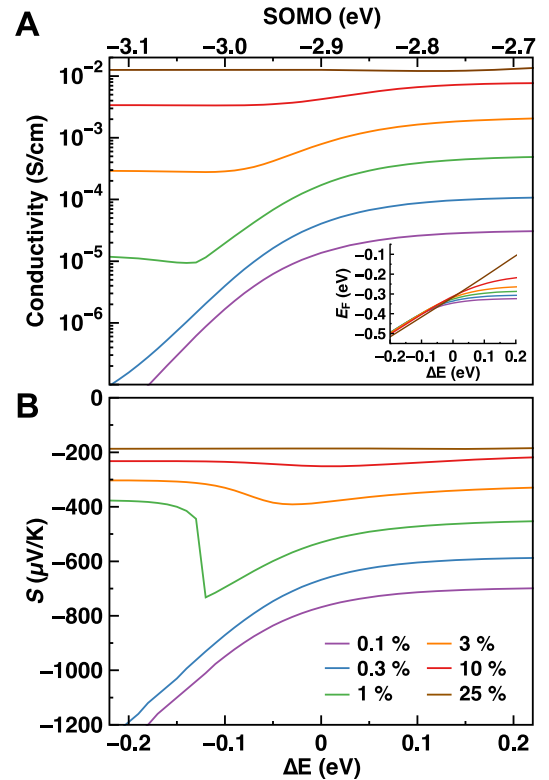 A
SOMO (eV)
−3.1 −3.0 −2.9 −2.8 −2.7
Conductivity (S/cm)
10−2
10−3
10−4
10−5
10−6
EF (eV)
−0.1
−0.2
−0.3
−0.4
−0.5
−0.2 −0.1 0 0.1 0.2
ΔE (eV)
B
S (μV/K)
0
−200
−400
−600
−800
−1000
−1200
0.1 % 3 %
0.3 % 10 %
1 % 25 %
−0.2 −0.1 0 0.1 0.2
ΔE (eV)